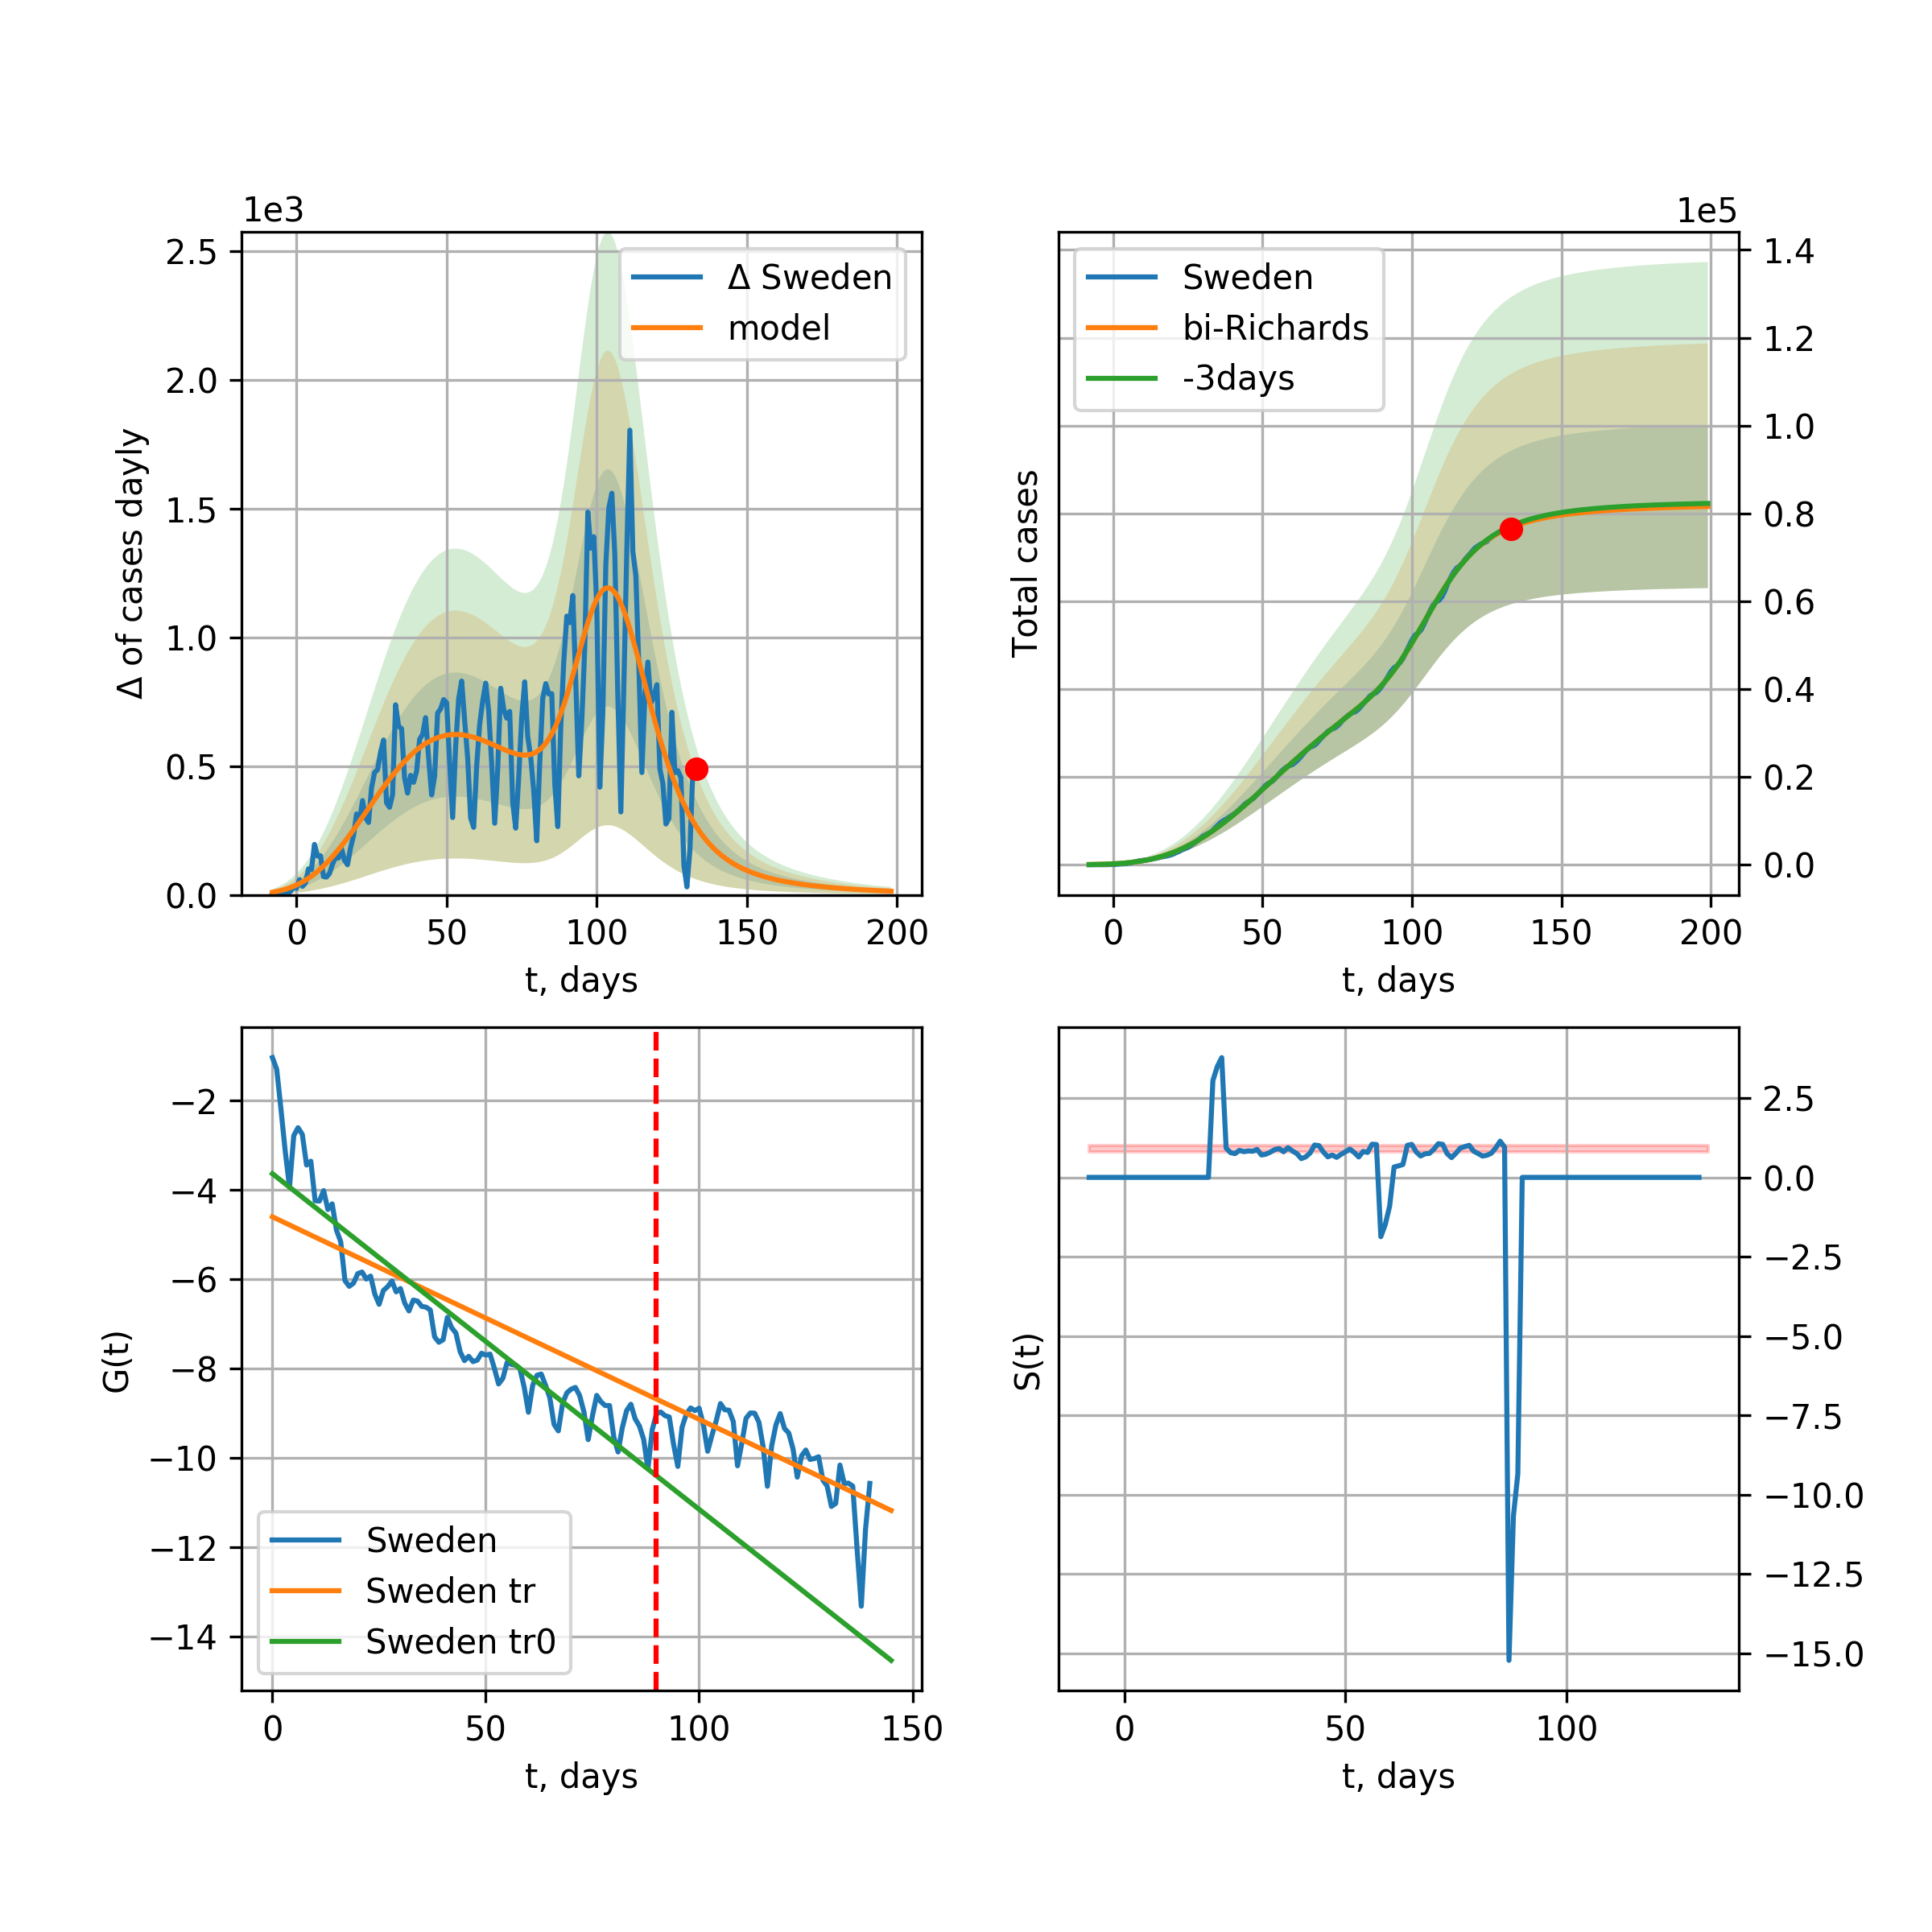 1e3
2.5
2.0
1.5
1.0
0.5
0.0
Δ of cases dayly
Δ Sweden
model
0 50 100 150 200
t, days
1e5
Total cases
Sweden
bi-Richards
-3days
1.4
1.2
1.0
0.8
0.6
0.4
0.2
0.0
0 50 100 150 200
t, days
−2
−4
−6
−8
−10
−12
−14
G(t)
Sweden
Sweden tr
Sweden tr0
0 50 100 150
t, days
S(t)
2.5
0.0
−2.5
−5.0
−7.5
−10.0
−12.5
−15.0
0 50 100
t, days